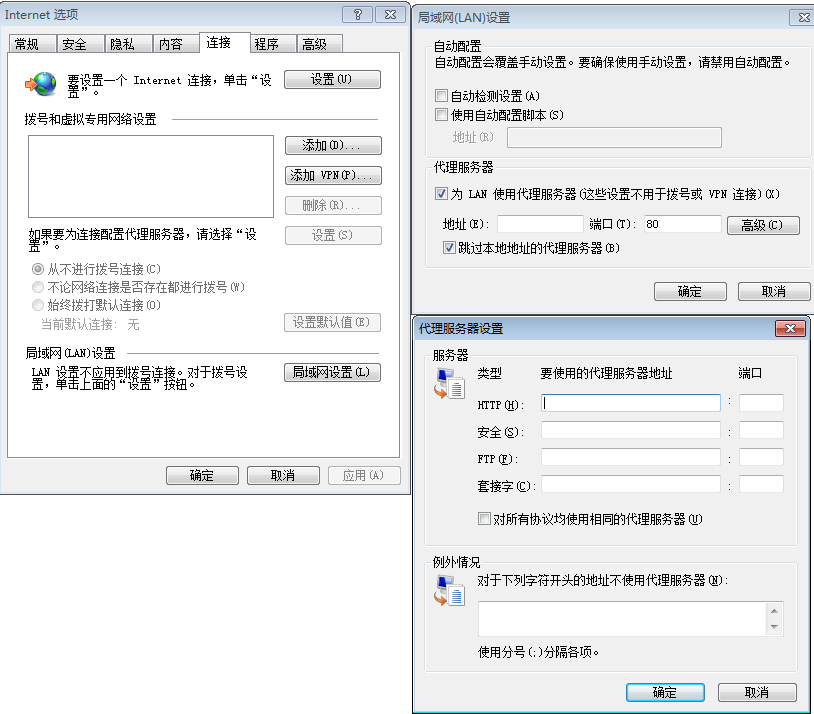 Internet 选项
常规 安全 隐私 内容 连接 程序 高级
要设置一个 Internet 连接，单击“设
置”。
设置(U)
拨号和虚拟专用网络设置
添加(D)...
添加 VPN(P)...
删除(R)...
如果要为连接配置代理服务器，请选择“设
置”。
设置(S)
从不进行拨号连接(C)
不论网络连接是否存在都进行拨号(W)
始终拨打默认连接(O)
当前默认连接: 无
设置默认值(E)
局域网(LAN)设置
LAN 设置不应用到拨号连接。对于拨号设
置，单击上面的“设置”按钮。
局域网设置(L)
确定 取消 应用(A)
局域网(LAN)设置
自动配置
自动配置会覆盖手动设置。要确保使用手动设置，请禁用自动配置。
自动检测设置(A)
使用自动配置脚本(S)
地址(R)
代理服务器
为 LAN 使用代理服务器(这些设置不用于拨号或 VPN 连接)(X)
地址(E): 端口(T): 80 高级(C)
跳过本地地址的代理服务器(B)
确定 取消
代理服务器设置
服务器
类型 要使用的代理服务器地址 端口
HTTP(H): :
安全(S): :
FTP(F): :
套接字(C): :
对所有协议均使用相同的代理服务器(U)
例外情况
对于下列字符开头的地址不使用代理服务器(N):
使用分号(;)分隔各项。
确定 取消